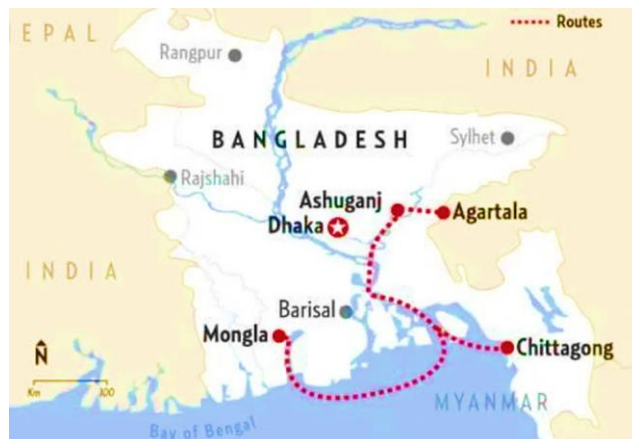 Routes
NEPAL
Rangpur
INDIA
BANGLADESH
Sylhet
Rajshahi
Ashuganj
Agartala
Dhaka
INDIA
Barisal
Mongla
N
Chittagong
Km 100
MYANMAR
Bay of Bengal